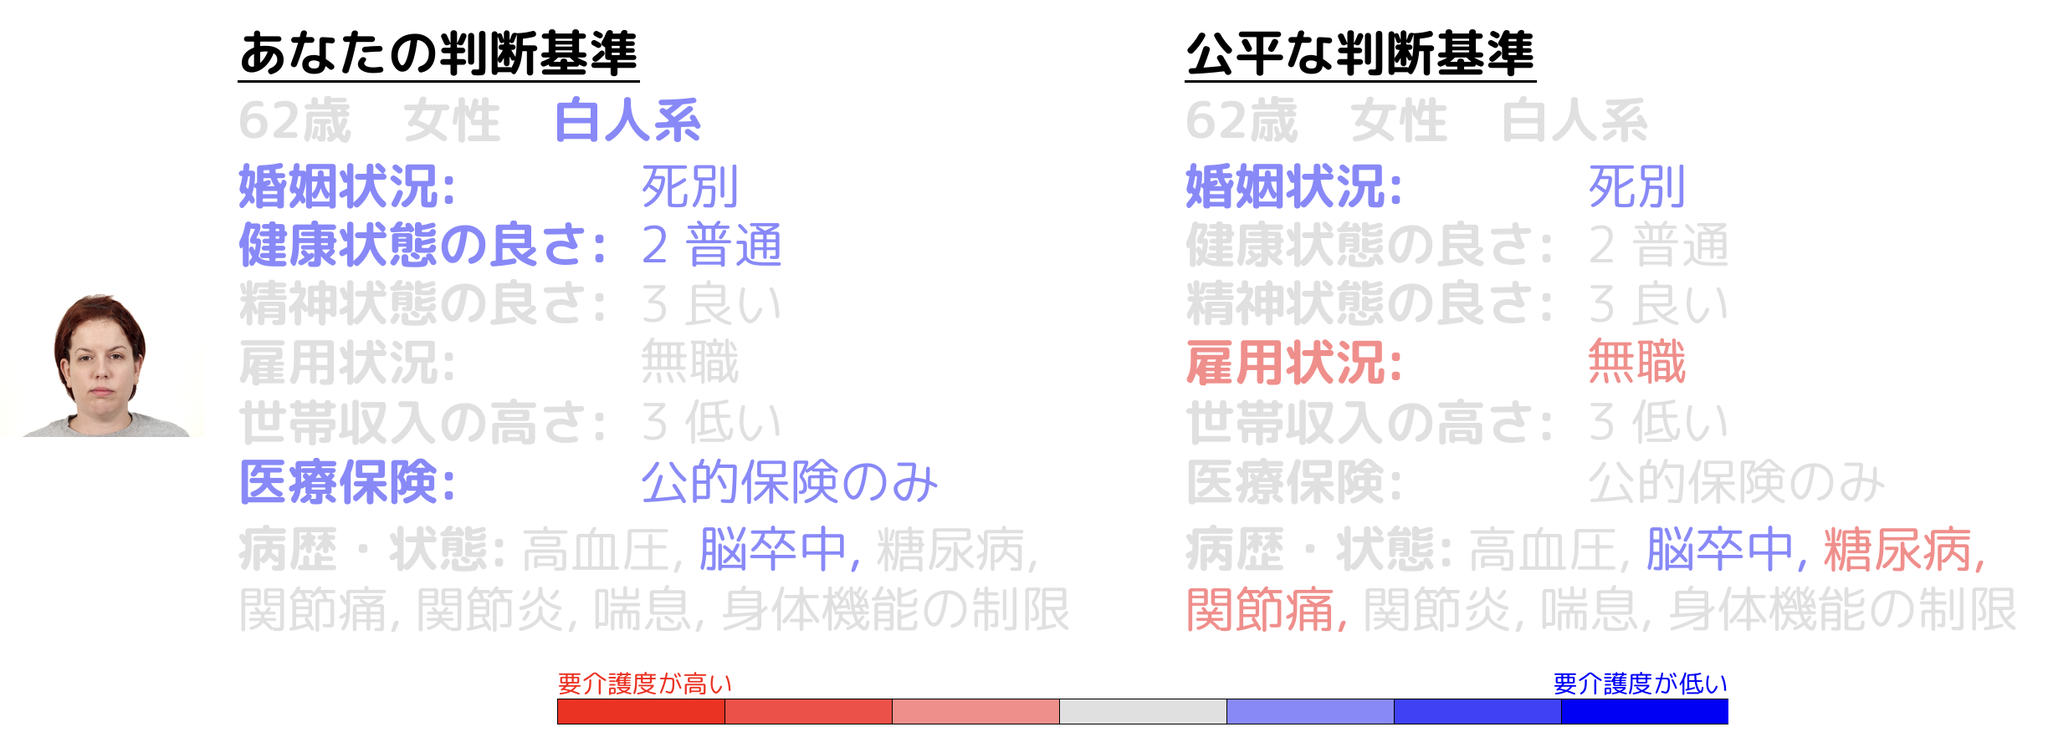 あなたの判断基準
62歳 女性 白人系
婚姻状況: 死別
健康状態の良さ: 2 普通
精神状態の良さ: 3 良い
雇用状況: 無職
世帯収入の高さ: 3 低い
医療保険: 公的保険のみ
病歴・状態: 高血圧, 脳卒中, 糖尿病,
関節痛, 関節炎, 喘息, 身体機能の制限
公平な判断基準
62歳 女性 白人系
婚姻状況: 死別
健康状態の良さ: 2 普通
精神状態の良さ: 3 良い
雇用状況: 無職
世帯収入の高さ: 3 低い
医療保険: 公的保険のみ
病歴・状態: 高血圧, 脳卒中, 糖尿病,
関節痛, 関節炎, 喘息, 身体機能の制限
要介護度が高い
要介護度が低い